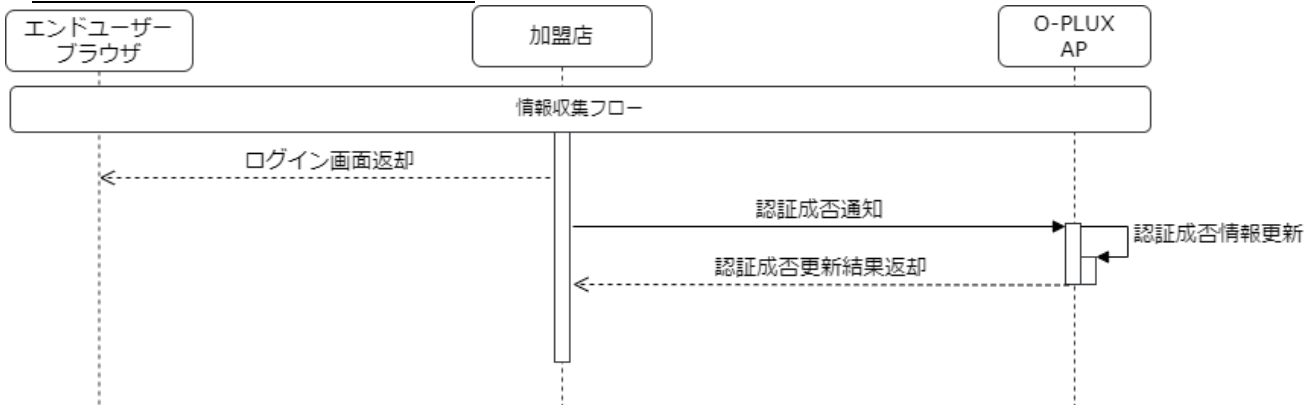 エンドユーザー
ブラウザ
加盟店
O-PLUX
AP
情報収集フロー
ログイン画面返却
認証成否通知
認証成否情報更新
認証成否更新結果返却